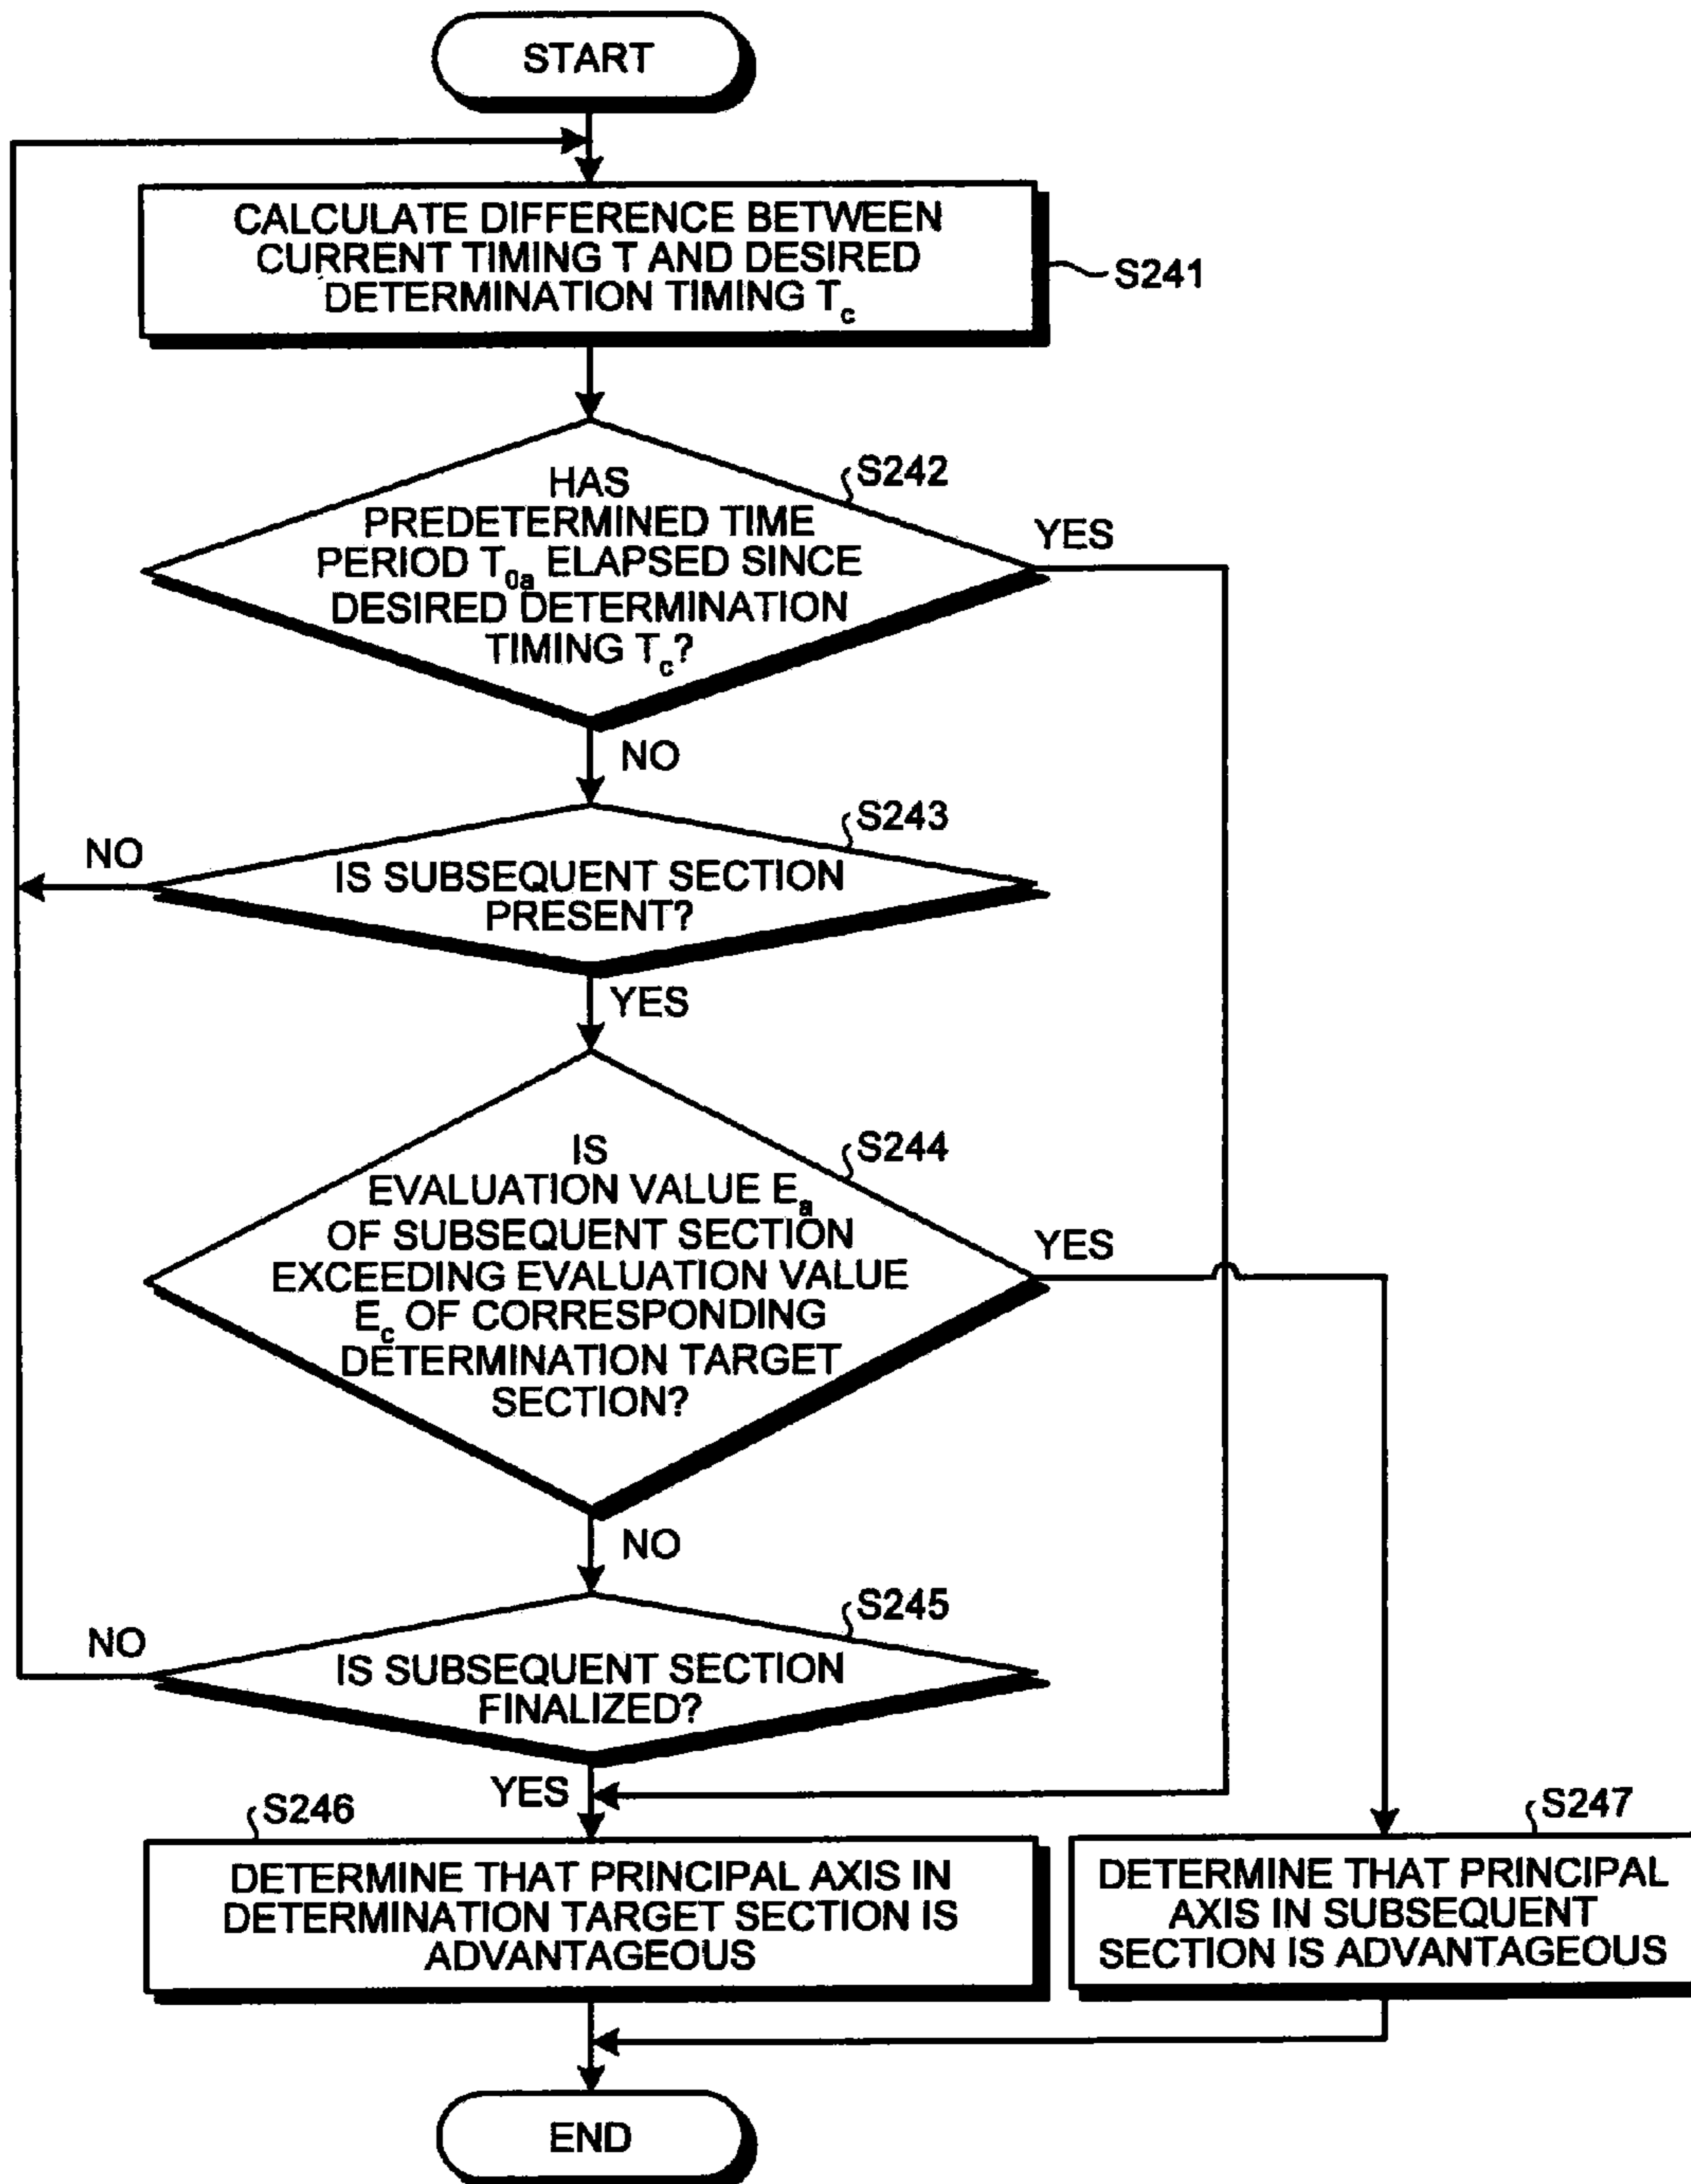 START
CALCULATE DIFFERENCE BETWEEN
CURRENT TIMING T AND DESIRED
DETERMINATION TIMING Tc
S241
S242
HAS
PREDETERMINED TIME
PERIOD T0a ELAPSED SINCE
DESIRED DETERMINATION
TIMING Tc?
YES
NO
S243
NO
IS SUBSEQUENT SECTION
PRESENT?
YES
S244
IS
EVALUATION VALUE Ea
OF SUBSEQUENT SECTION
EXCEEDING EVALUATION VALUE
Ec OF CORRESPONDING
DETERMINATION TARGET
SECTION?
YES
NO
S245
NO
IS SUBSEQUENT SECTION
FINALIZED?
YES
S246
DETERMINE THAT PRINCIPAL AXIS IN
DETERMINATION TARGET SECTION IS
ADVANTAGEOUS
S247
DETERMINE THAT PRINCIPAL
AXIS IN SUBSEQUENT
SECTION IS ADVANTAGEOUS
END